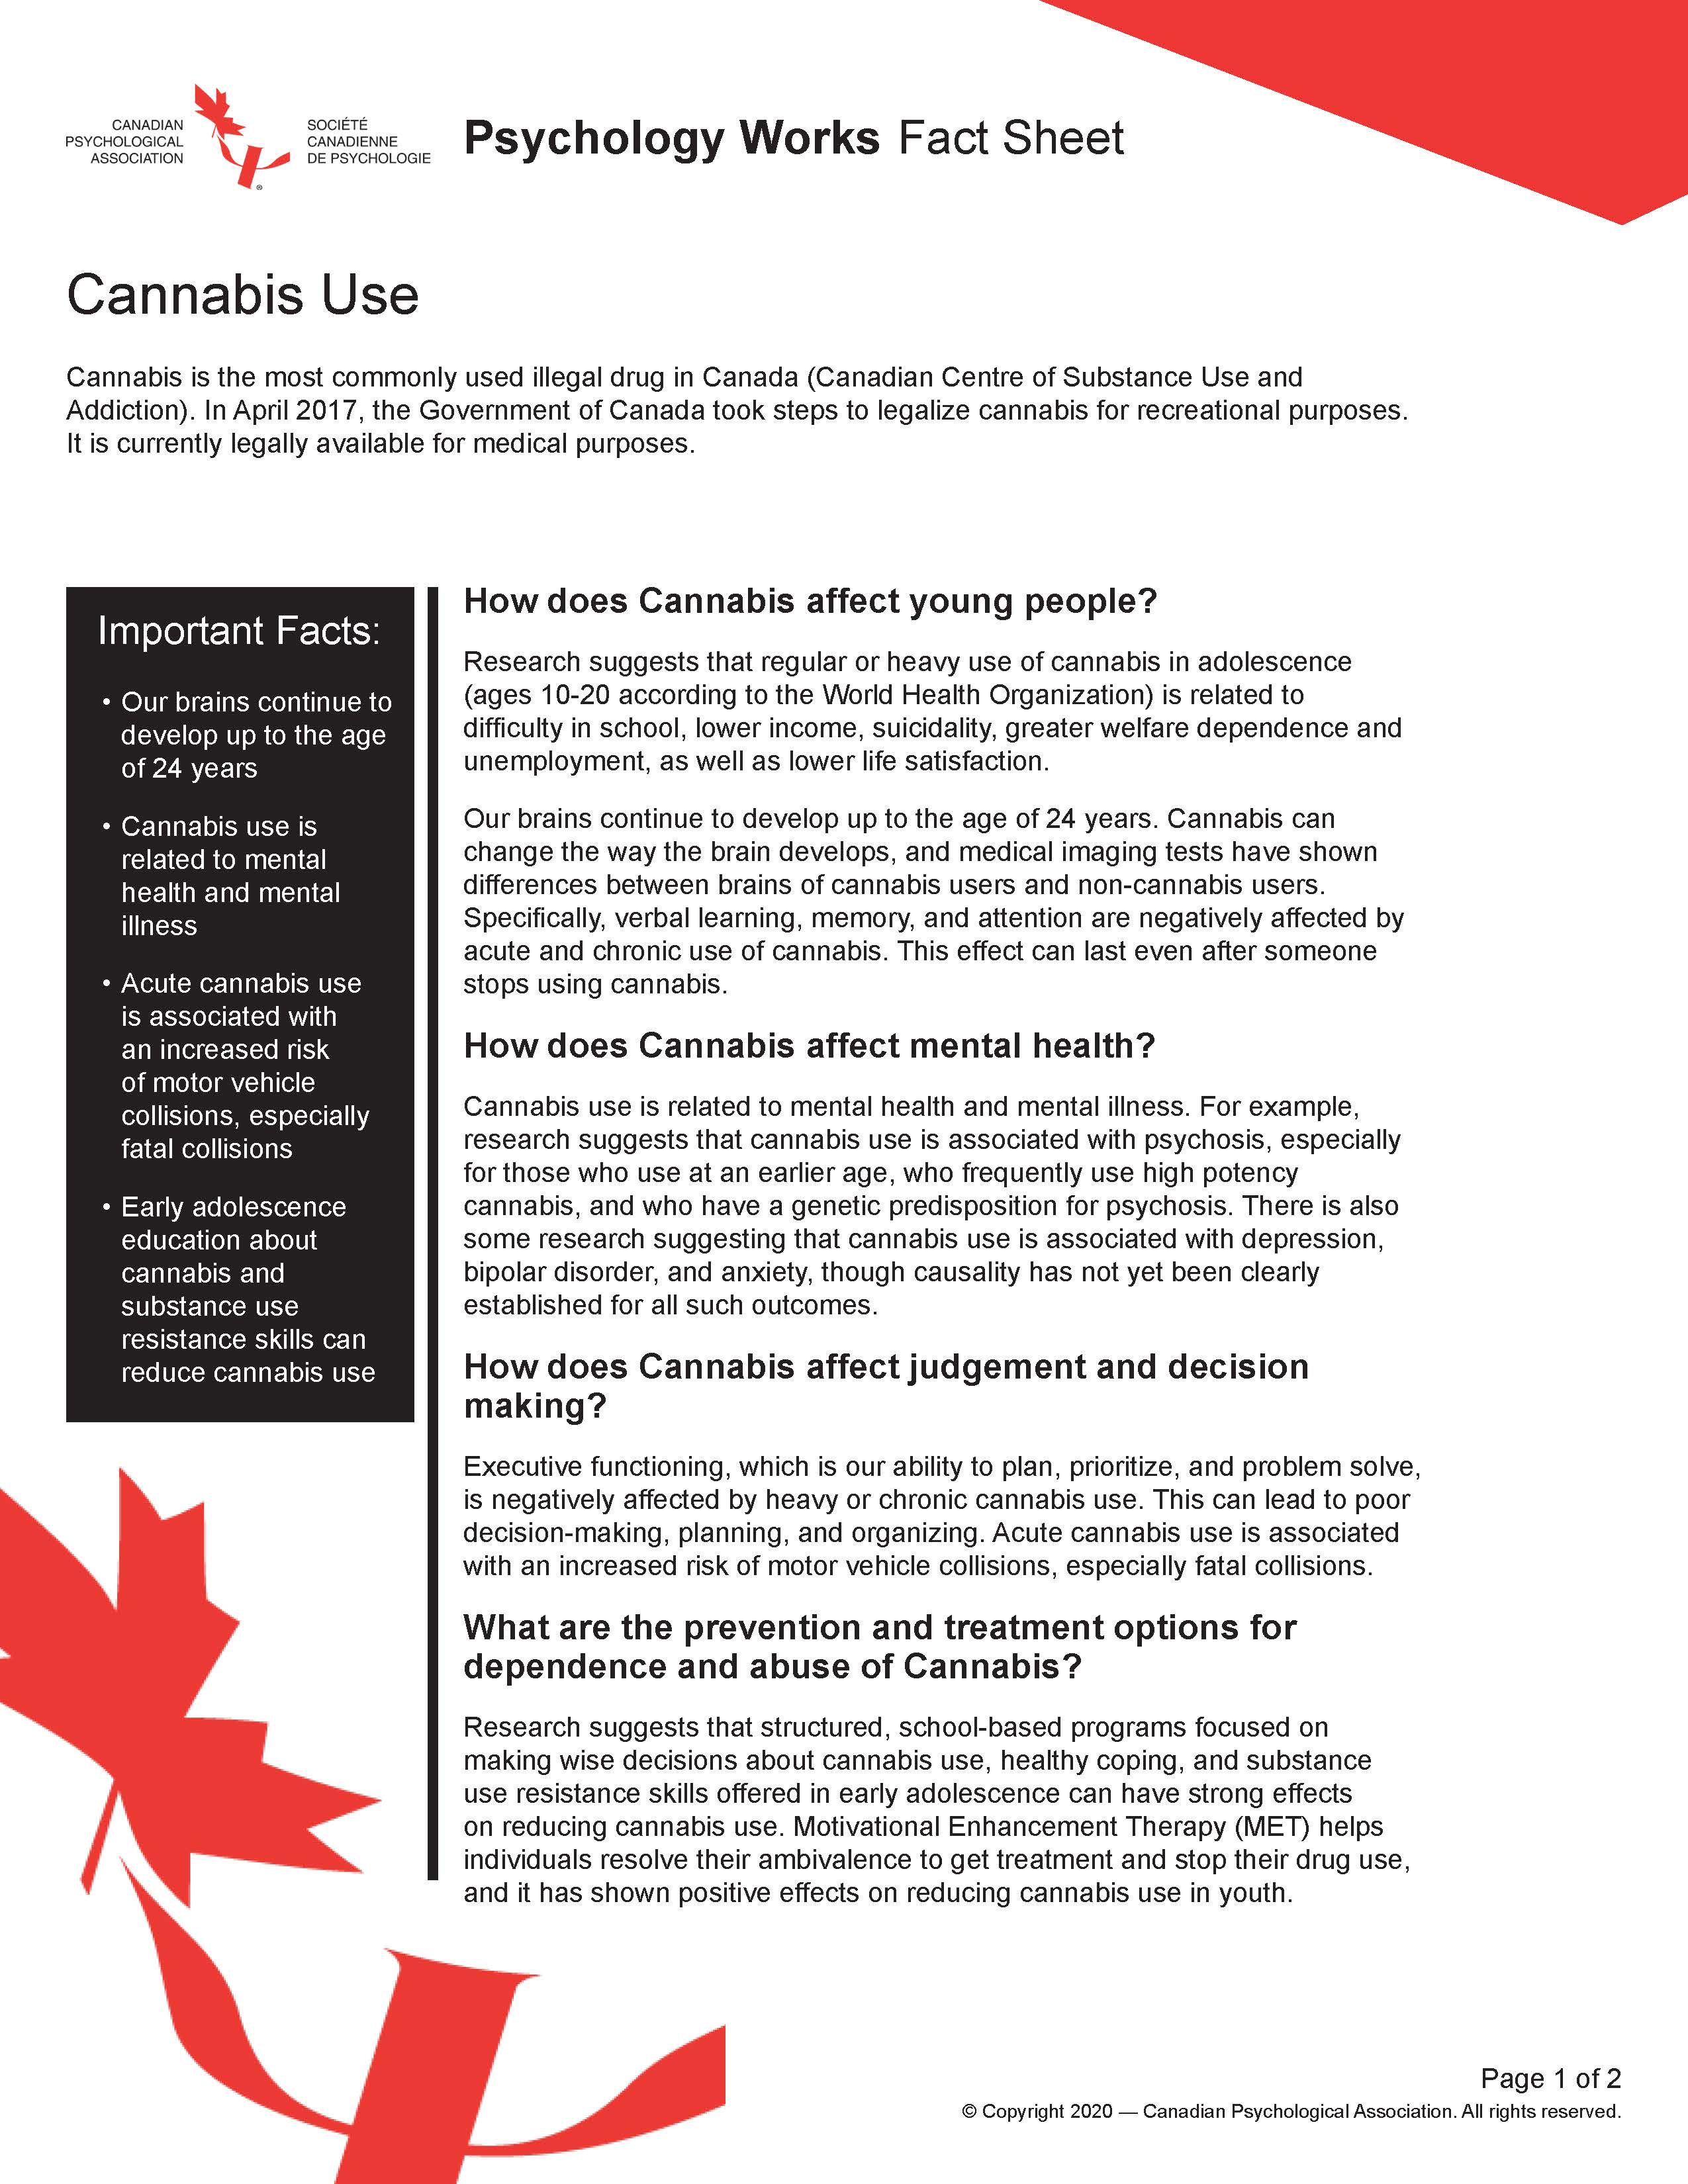 CANADIAN
PSYCHOLOGICAL
ASSOCIATION
SOCIÉTÉ
CANADIENNE
DE PSYCHOLOGIE
®
Psychology Works Fact Sheet
Cannabis Use
Cannabis is the most commonly used illegal drug in Canada (Canadian Centre of Substance Use and
Addiction). In April 2017, the Government of Canada took steps to legalize cannabis for recreational purposes.
It is currently legally available for medical purposes.
Important Facts:
• Our brains continue to
develop up to the age
of 24 years
• Cannabis use is
related to mental
health and mental
illness
• Acute cannabis use
is associated with
an increased risk
of motor vehicle
collisions, especially
fatal collisions
• Early adolescence
education about
cannabis and
substance use
resistance skills can
reduce cannabis use
How does Cannabis affect young people?
Research suggests that regular or heavy use of cannabis in adolescence
(ages 10-20 according to the World Health Organization) is related to
difficulty in school, lower income, suicidality, greater welfare dependence and
unemployment, as well as lower life satisfaction.
Our brains continue to develop up to the age of 24 years. Cannabis can
change the way the brain develops, and medical imaging tests have shown
differences between brains of cannabis users and non-cannabis users.
Specifically, verbal learning, memory, and attention are negatively affected by
acute and chronic use of cannabis. This effect can last even after someone
stops using cannabis.
How does Cannabis affect mental health?
Cannabis use is related to mental health and mental illness. For example,
research suggests that cannabis use is associated with psychosis, especially
for those who use at an earlier age, who frequently use high potency
cannabis, and who have a genetic predisposition for psychosis. There is also
some research suggesting that cannabis use is associated with depression,
bipolar disorder, and anxiety, though causality has not yet been clearly
established for all such outcomes.
How does Cannabis affect judgement and decision
making?
Executive functioning, which is our ability to plan, prioritize, and problem solve,
is negatively affected by heavy or chronic cannabis use. This can lead to poor
decision-making, planning, and organizing. Acute cannabis use is associated
with an increased risk of motor vehicle collisions, especially fatal collisions.
What are the prevention and treatment options for
dependence and abuse of Cannabis?
Research suggests that structured, school-based programs focused on
making wise decisions about cannabis use, healthy coping, and substance
use resistance skills offered in early adolescence can have strong effects
on reducing cannabis use. Motivational Enhancement Therapy (MET) helps
individuals resolve their ambivalence to get treatment and stop their drug use,
and it has shown positive effects on reducing cannabis use in youth.
Page 1 of 2
© Copyright 2020 — Canadian Psychological Association. All rights reserved.